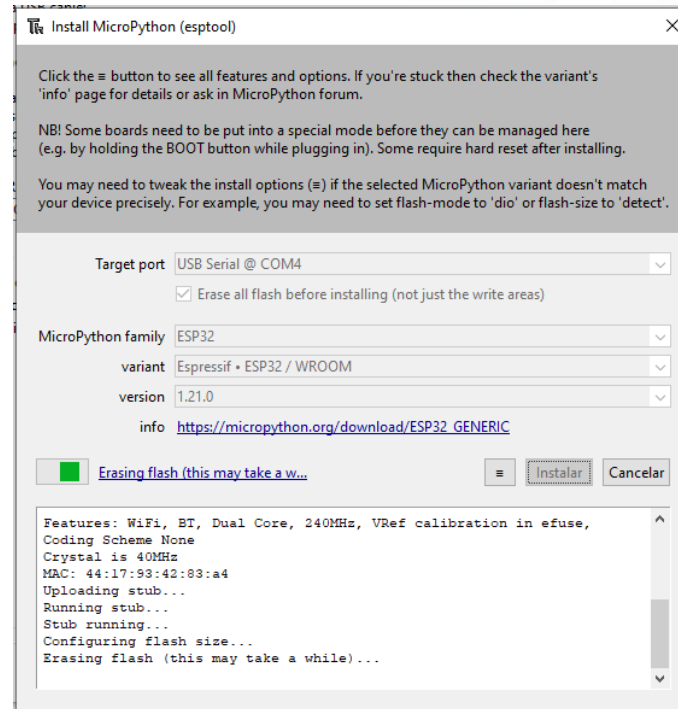 Install MicroPython (esptool)
Click the ≡ button to see all features and options. If you're stuck then check the variant's
'info' page for details or ask in MicroPython forum.
NB! Some boards need to be put into a special mode before they can be managed here
(e.g. by holding the BOOT button while plugging in). Some require hard reset after installing.
You may need to tweak the install options (≡) if the selected MicroPython variant doesn't match
your device precisely. For example, you may need to set flash-mode to 'dio' or flash-size to 'detect'.
Target port USB Serial @ COM4
Erase all flash before installing (not just the write areas)
MicroPython family ESP32
variant Espressif • ESP32 / WROOM
version 1.21.0
info https://micropython.org/download/ESP32_GENERIC
Erasing flash (this may take a w... ≡ Instalar Cancelar
Features: WiFi, BT, Dual Core, 240MHz, VRef calibration in efuse,
Coding Scheme None
Crystal is 40MHz
MAC: 44:17:93:42:83:a4
Uploading stub...
Running stub...
Stub running...
Configuring flash size...
Erasing flash (this may take a while)...